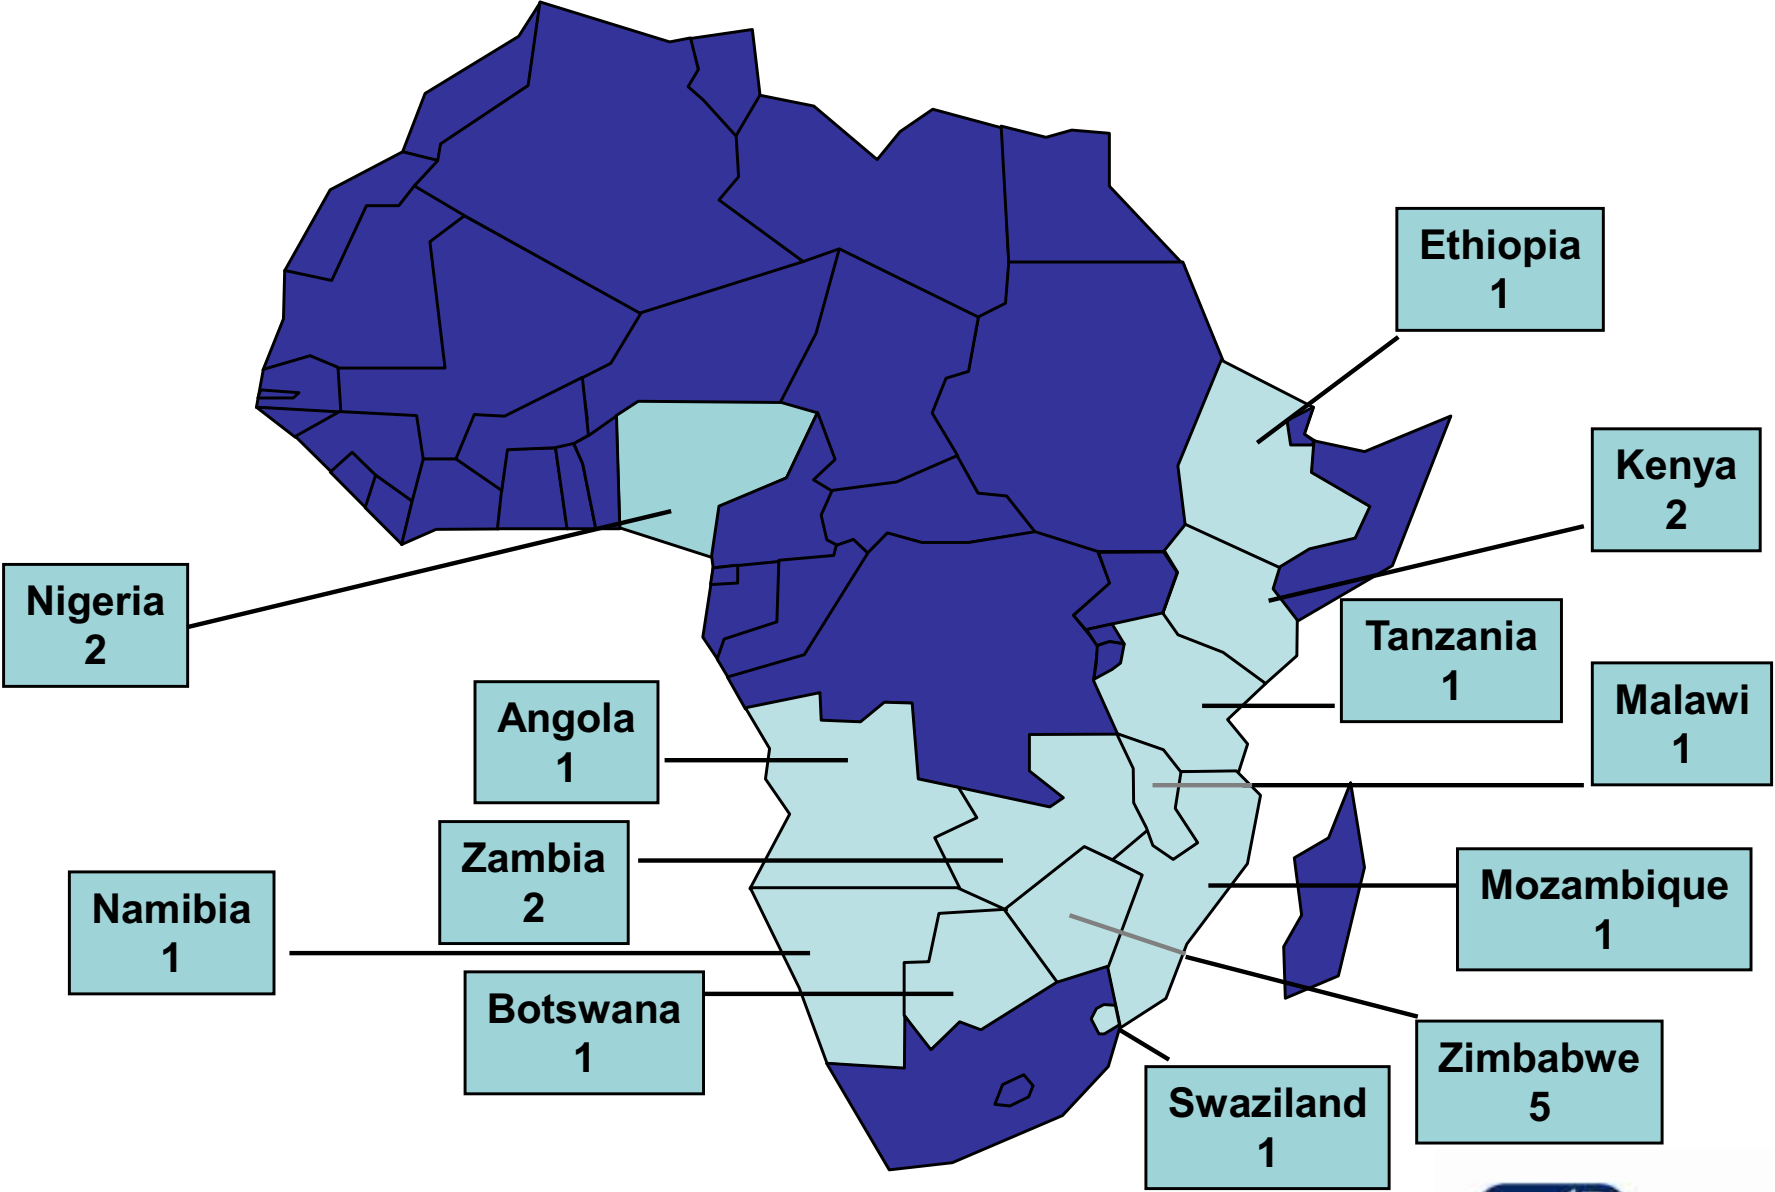 Ethiopia
1
Kenya
2
Nigeria
2
Tanzania
1
Malawi
1
Angola
1
Zambia
2
Mozambique
1
Namibia
1
Botswana
1
Zimbabwe
5
Swaziland
1